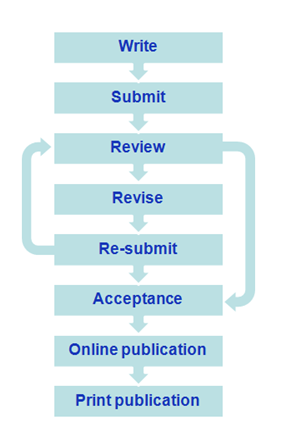 Write
Submit
Review
Revise
Re-submit
Acceptance
Online publication
Print publication